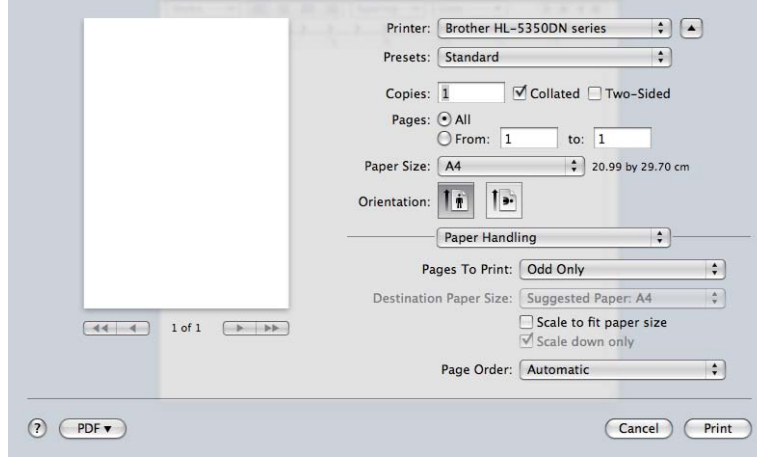 Printer: Brother HL-5350DN series
Presets: Standard
Copies: 1 Collated Two-Sided
Pages: All
From: 1 to: 1
Paper Size: A4 20.99 by 29.70 cm
Orientation:
Paper Handling
Pages To Print: Odd Only
Destination Paper Size: Suggested Paper: A4
1 of 1
Scale to fit paper size
Scale down only
Page Order: Automatic
? PDF Cancel Print